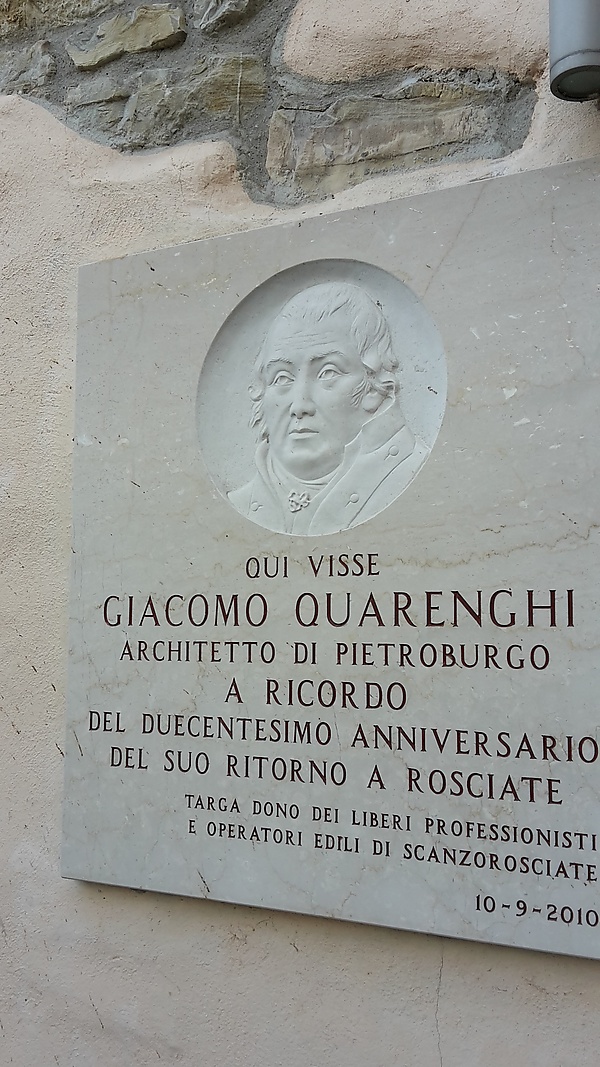 QUI VISSE
GIACOMO QUARENGHI
ARCHITETTO DI PIETROBURGO
A RICORDO
DEL DUECENTESIMO ANNIVERSARIO
DEL SUO RITORNO A ROSCIATE
TARGA DONO DEI LIBERI PROFESSIONISTI
E OPERATORI EDILI DI SCANZOROSCIATE
10-9-2010